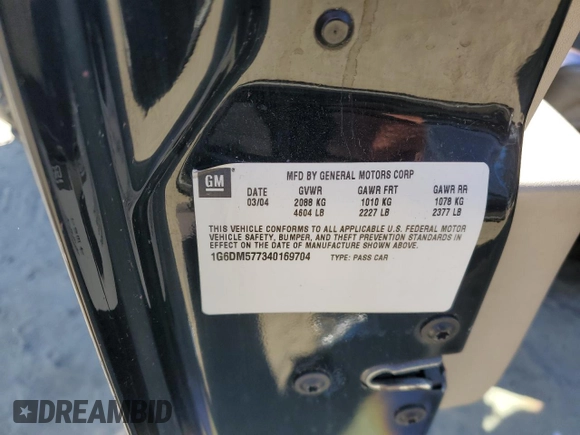 GM
MFD BY GENERAL MOTORS CORP
DATE GVWR GAWR FRT GAWR RR
03/04 2088 KG 1010 KG 1078 KG
4604 LB 2227 LB 2377 LB
THIS VEHICLE CONFORMS TO ALL APPLICABLE U.S. FEDERAL MOTOR
VEHICLE SAFETY, BUMPER, AND THEFT PREVENTION STANDARDS IN
EFFECT ON THE DATE OF MANUFACTURE SHOWN ABOVE.
1G6DM577340169704 TYPE: PASS CAR
DREAMBID